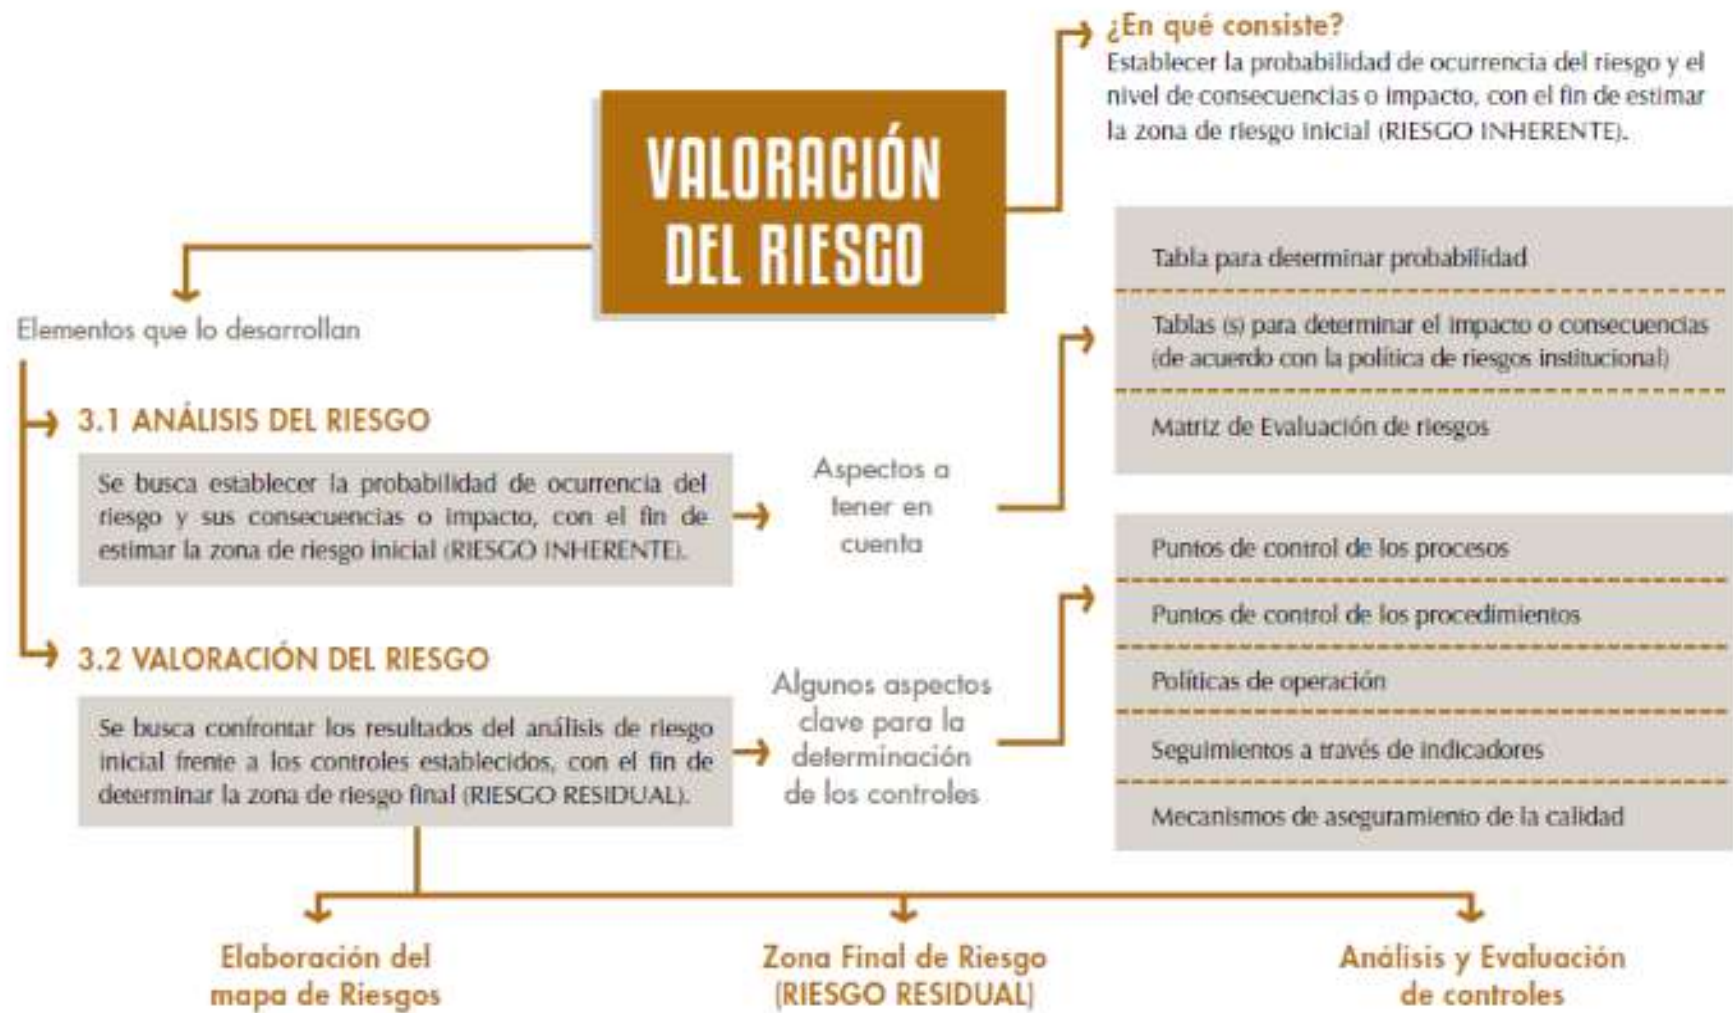 ¿En qué consiste?
Establecer la probabilidad de ocurrencia del riesgo y el
nivel de consecuencias o impacto, con el fin de estimar
la zona de riesgo inicial (RIESGO INHERENTE).
VALORACIÓN
DEL RIESGO
Elementos que lo desarrollan
3.1 ANÁLISIS DEL RIESGO
Se busca establecer la probabilidad de ocurrencia del
riesgo y sus consecuencias o impacto, con el fin de
estimar la zona de riesgo inicial (RIESGO INHERENTE).
Aspectos a
tener en
cuenta
Tabla para determinar probabilidad
Tablas (s) para determinar el impacto o consecuencias
(de acuerdo con la política de riesgos institucional)
Matriz de Evaluación de riesgos
3.2 VALORACIÓN DEL RIESGO
Se busca confrontar los resultados del análisis de riesgo
inicial frente a los controles establecidos, con el fin de
determinar la zona de riesgo final (RIESGO RESIDUAL).
Algunos aspectos
clave para la
determinación
de los controles
Puntos de control de los procesos
Puntos de control de los procedimientos
Políticas de operación
Seguimientos a través de indicadores
Mecanismos de aseguramiento de la calidad
Elaboración del
mapa de Riesgos
Zona Final de Riesgo
(RIESGO RESIDUAL)
Análisis y Evaluación
de controles